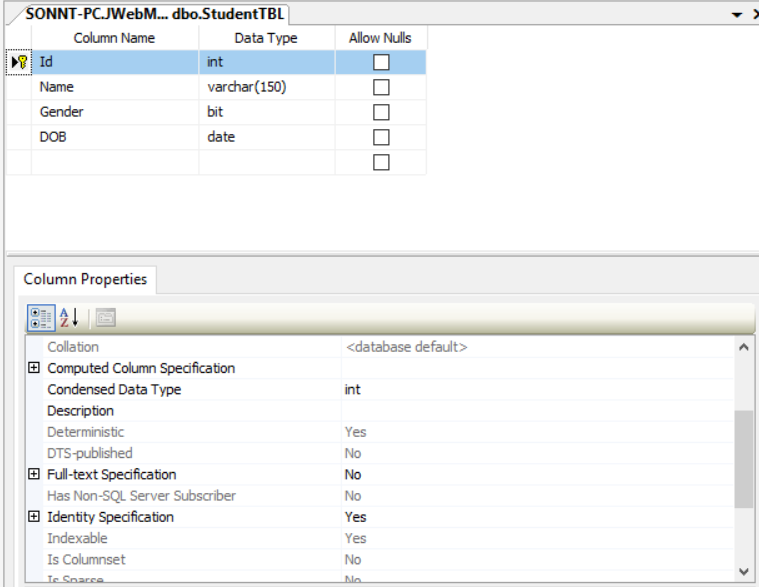 SONNT-PC.JWebM... dbo.StudentTBL
Column Name Data Type Allow Nulls
Id int
Name varchar(150)
Gender bit
DOB date
Column Properties
A Z
Collation <database default>
Computed Column Specification
Condensed Data Type int
Description
Deterministic Yes
DTS-published No
Full-text Specification No
Has Non-SQL Server Subscriber No
Identity Specification Yes
Indexable Yes
Is Columnset No
Is Sparse No